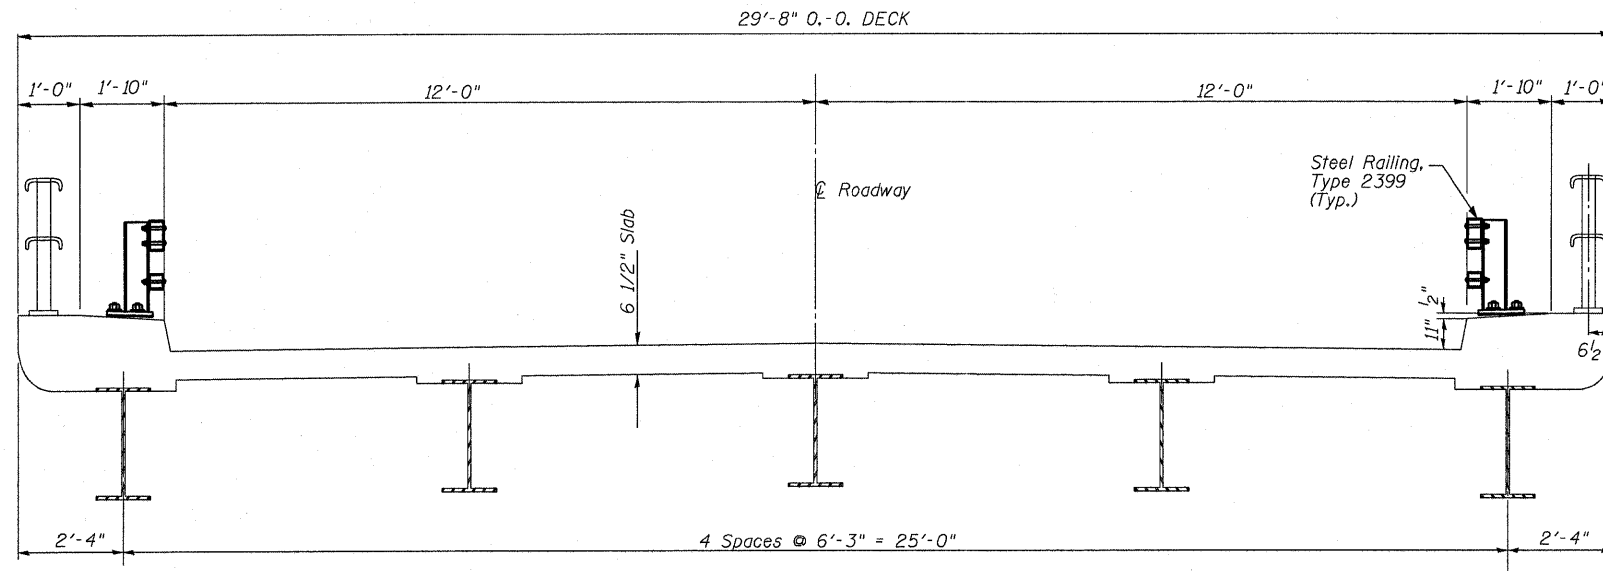 29'-8" O.-O. DECK
1'-0" 1'-10" 12'-0" 12'-0" 1'-10" 1'-0"
Steel Railing,
Type 2399
(Typ.)
℄ Roadway
6 1/2" Slab
11" ½"
6½
2'-4" 4 Spaces @ 6'-3" = 25'-0" 2'-4"